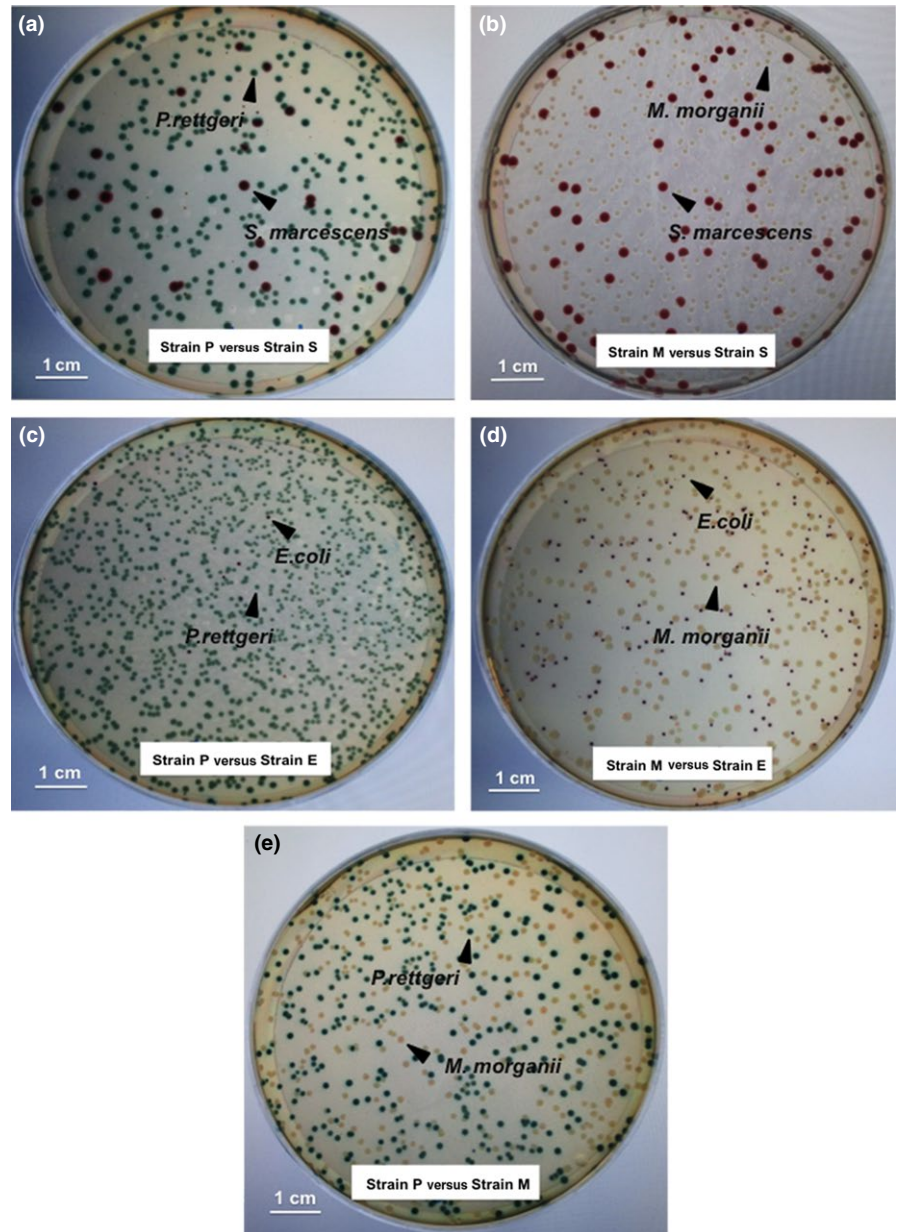 (a)
P.rettgeri
S. marcescens
Strain P versus Strain S
1 cm
(b)
M. morganii
S. marcescens
Strain M versus Strain S
1 cm
(c)
E.coli
P.rettgeri
Strain P versus Strain E
1 cm
(d)
E.coli
M. morganii
Strain M versus Strain E
1 cm
(e)
P.rettgeri
M. morganii
Strain P versus Strain M
1 cm